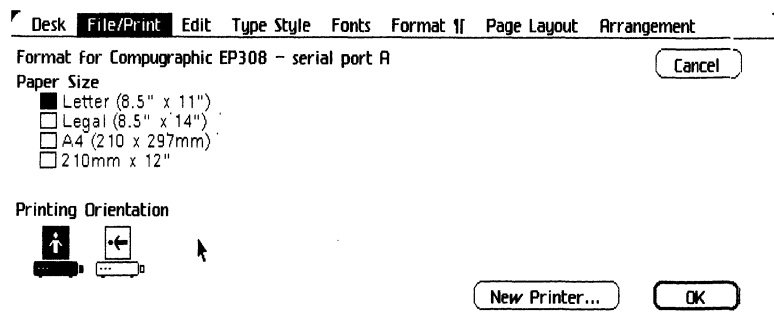 Desk File/Print Edit Type Style Fonts Format ¶ Page Layout Arrangement
Format for Compugraphic EP308 – serial port A
Cancel
Paper Size
Letter (8.5" x 11")
Legal (8.5" x 14")
A4 (210 x 297mm)
210mm x 12"
Printing Orientation
New Printer...
OK